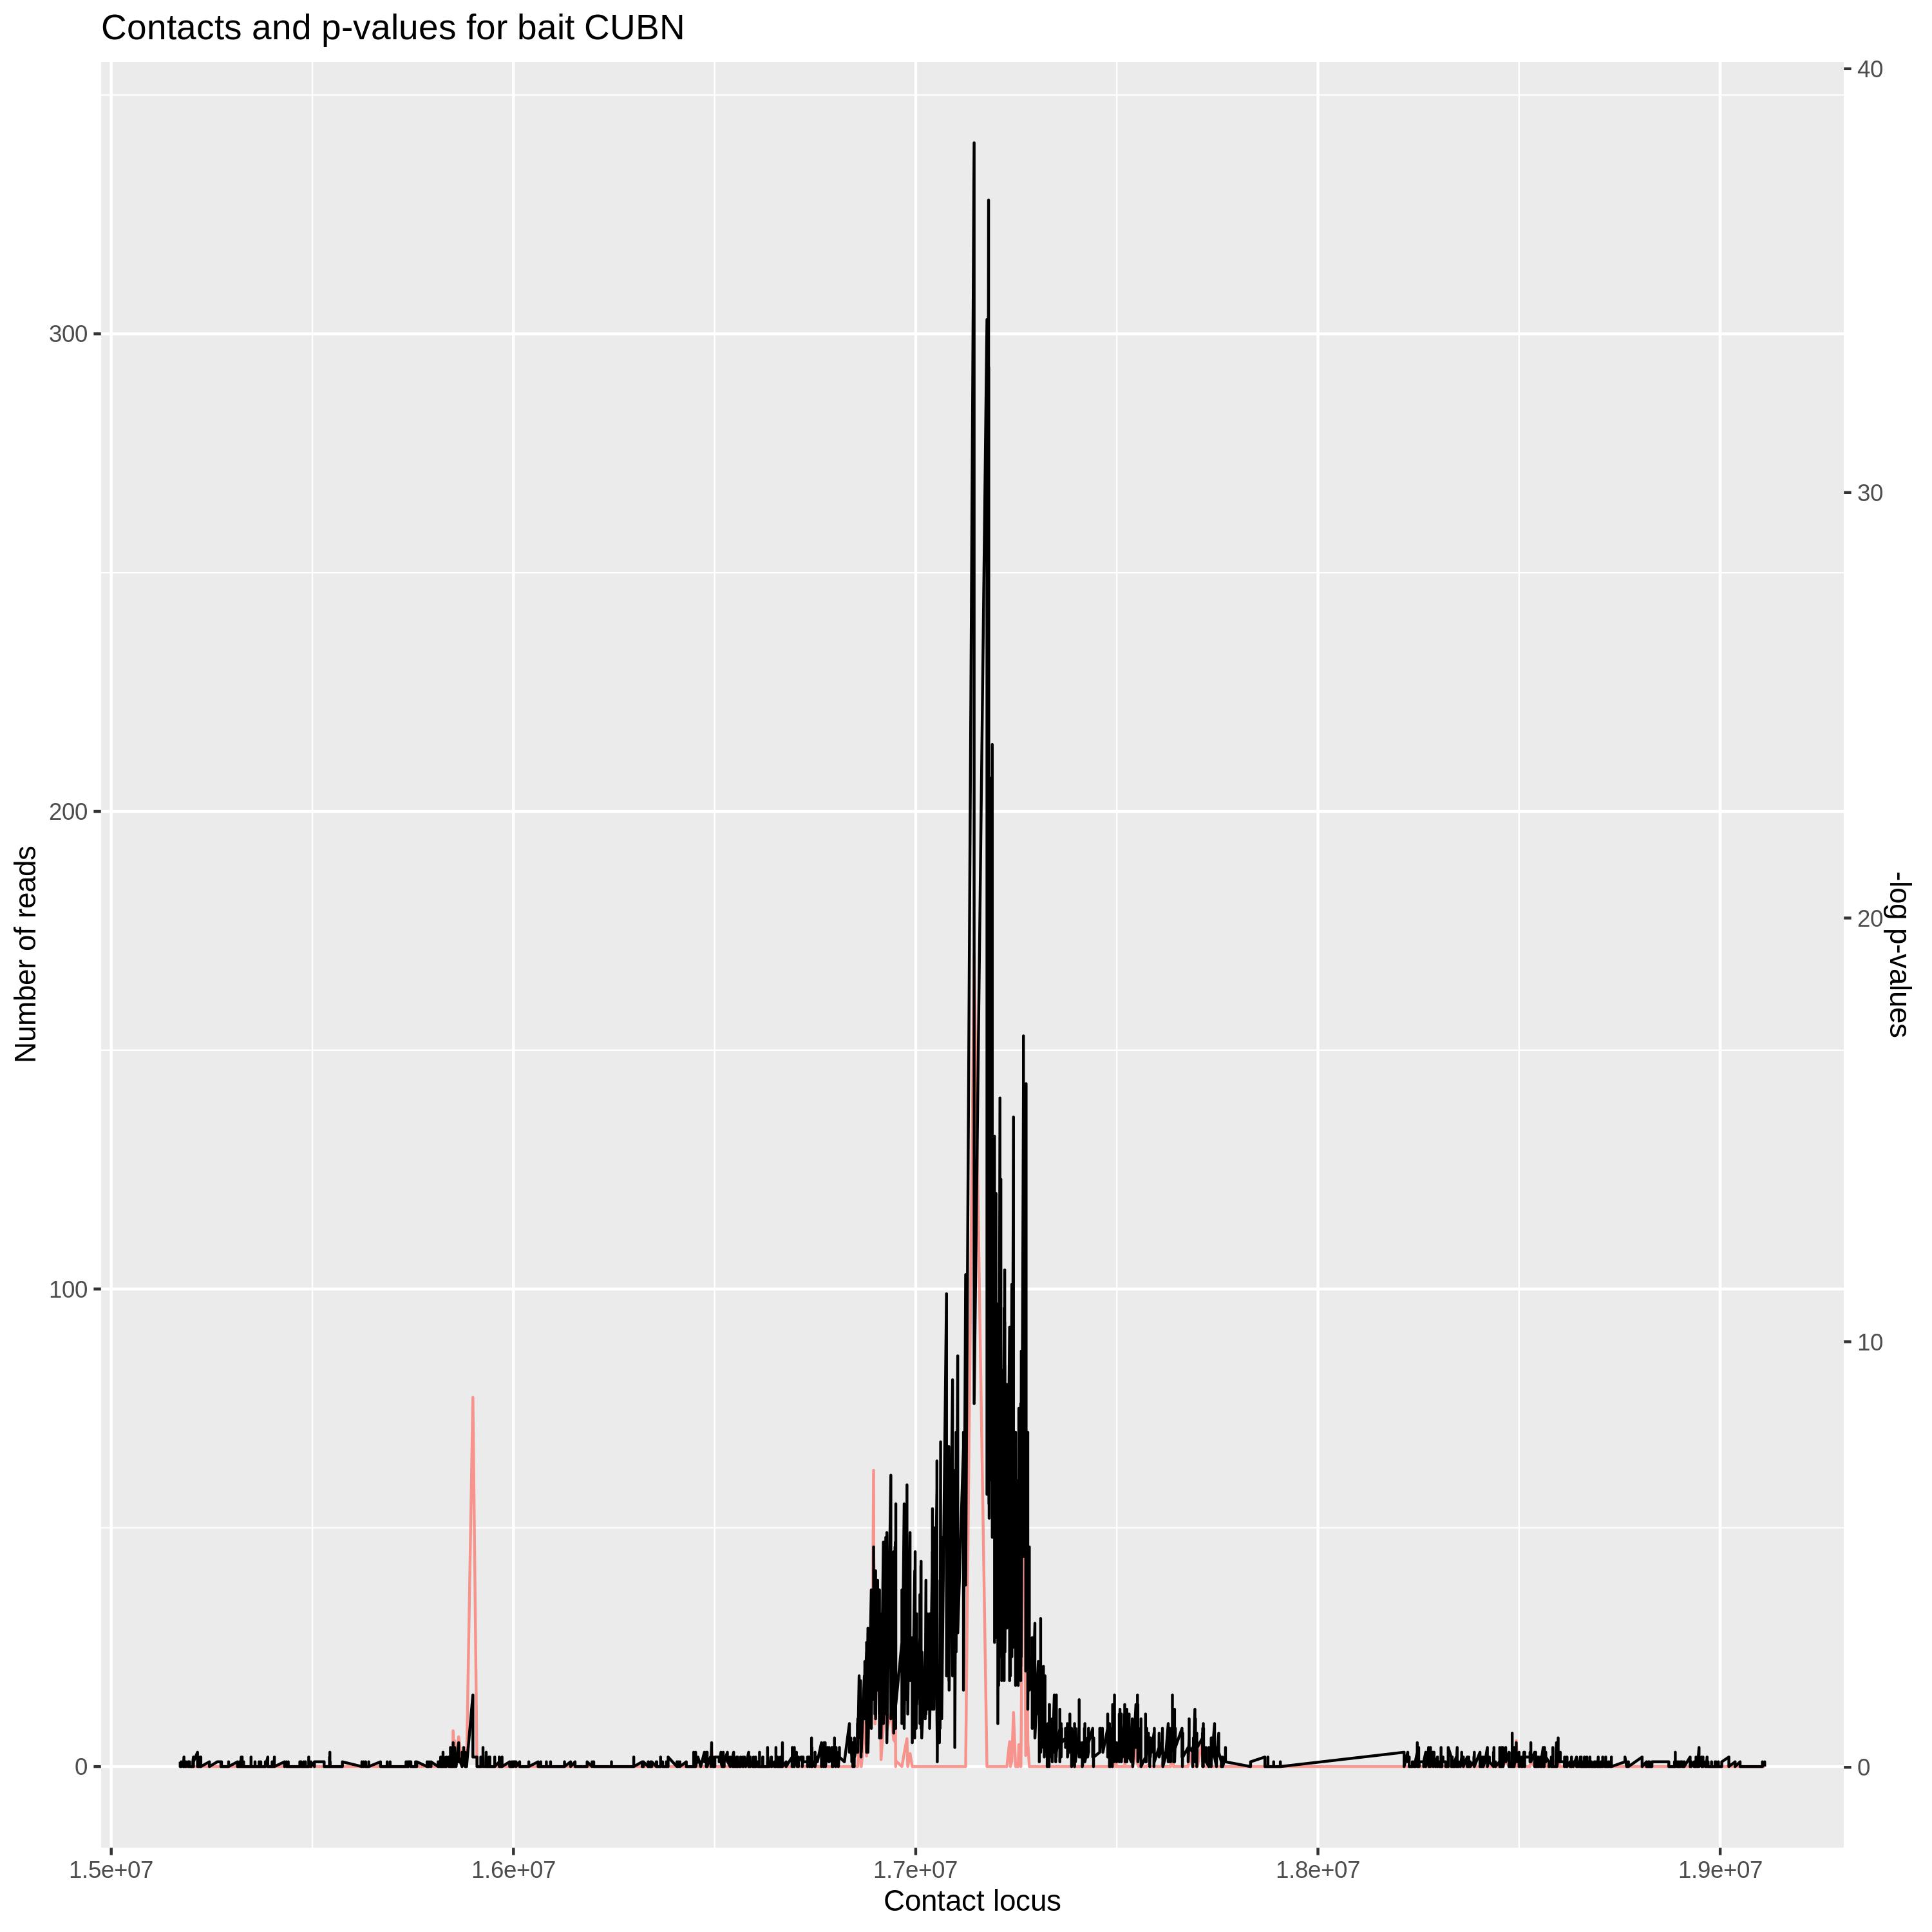 Contacts and p-values for bait CUBN
40
300
30
200
20
100
10
0
0
Number of reads
-log p-values
1.5e+07
1.6e+07
1.7e+07
1.8e+07
1.9e+07
Contact locus